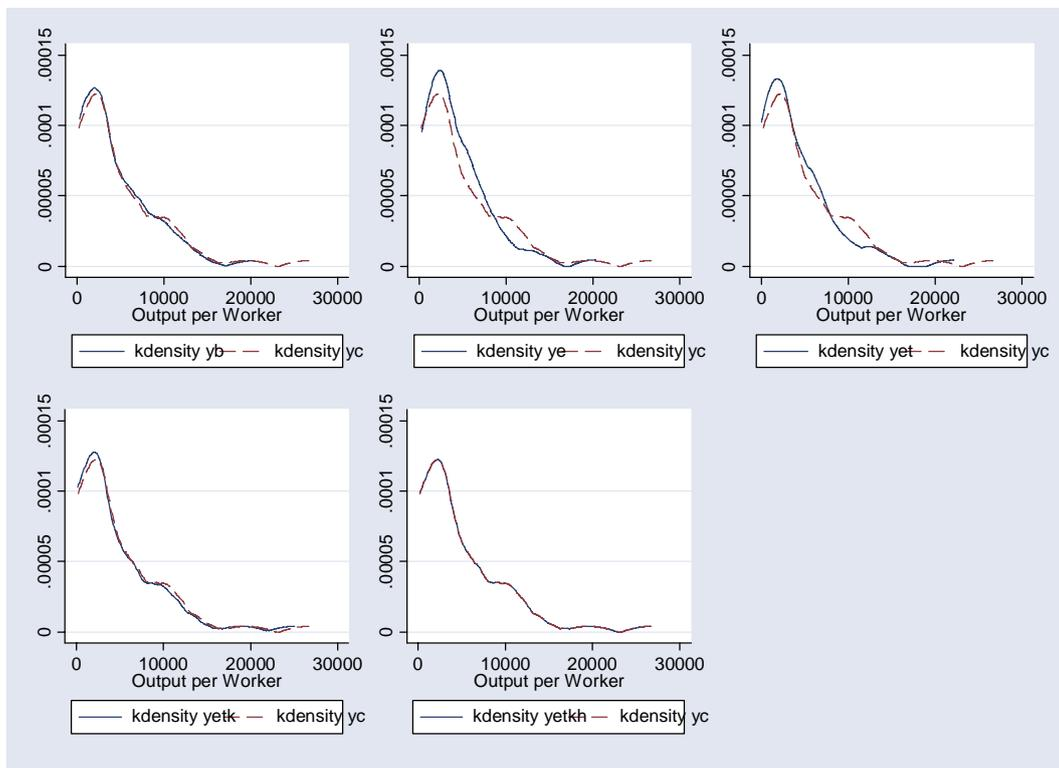 0 .00005 .0001 .00015
0 10000 20000 30000
Output per Worker
kdensity yb kdensity yc
0 .00005 .0001 .00015
0 10000 20000 30000
Output per Worker
kdensity ye kdensity yc
0 .00005 .0001 .00015
0 10000 20000 30000
Output per Worker
kdensity yet kdensity yc
0 .00005 .0001 .00015
0 10000 20000 30000
Output per Worker
kdensity yetk kdensity yc
0 .00005 .0001 .00015
0 10000 20000 30000
Output per Worker
kdensity yetkh kdensity yc